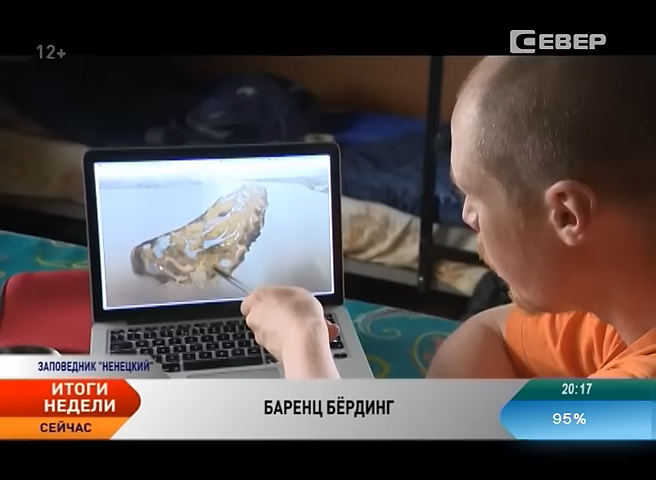 12+
СЕВЕР
ЗАПОВЕДНИК "НЕНЕЦКИЙ"
ИТОГИ
НЕДЕЛИ
СЕЙЧАС
БАРЕНЦ БЁРДИНГ
20:17
95%